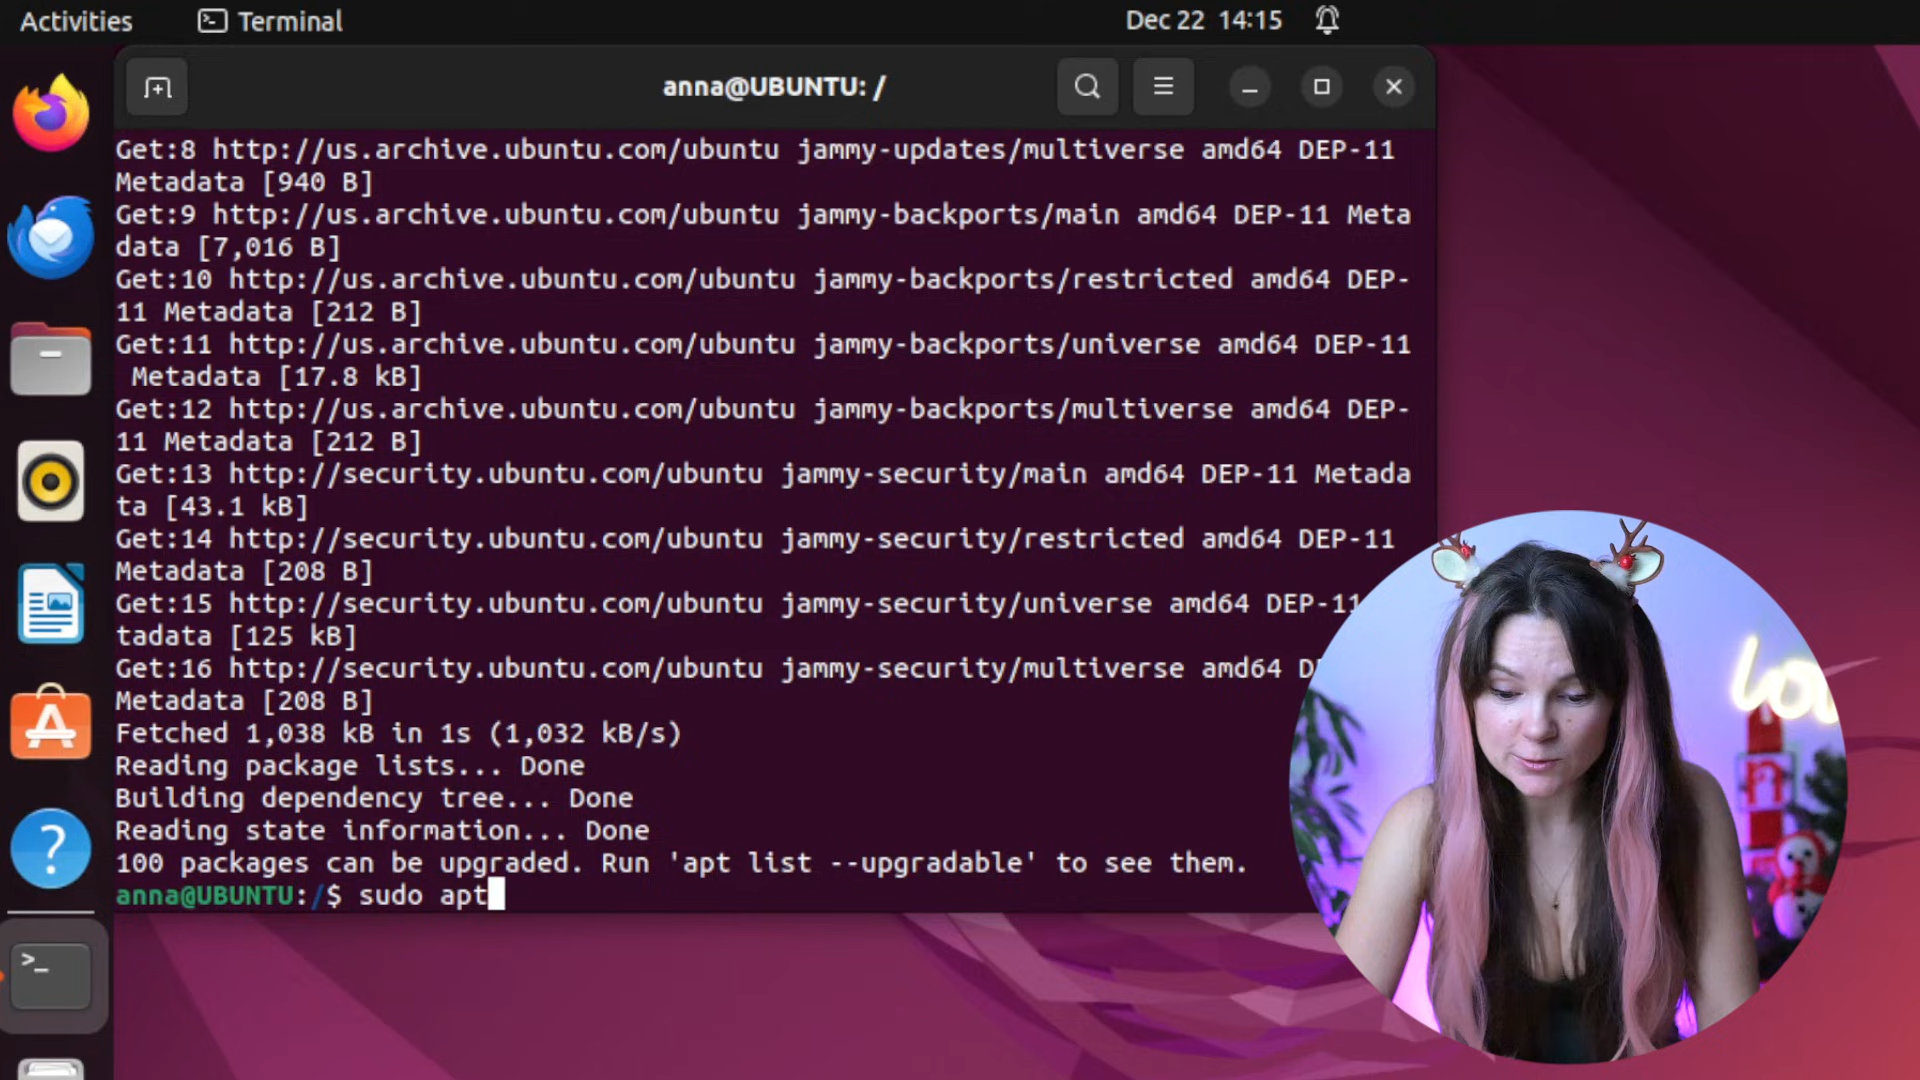 Activities Terminal Dec 22 14:15
anna@UBUNTU: /
Get:8 http://us.archive.ubuntu.com/ubuntu jammy-updates/multiverse amd64 DEP-11
Metadata [940 B]
Get:9 http://us.archive.ubuntu.com/ubuntu jammy-backports/main amd64 DEP-11 Meta
data [7,016 B]
Get:10 http://us.archive.ubuntu.com/ubuntu jammy-backports/restricted amd64 DEP-
11 Metadata [212 B]
Get:11 http://us.archive.ubuntu.com/ubuntu jammy-backports/universe amd64 DEP-11
 Metadata [17.8 kB]
Get:12 http://us.archive.ubuntu.com/ubuntu jammy-backports/multiverse amd64 DEP-
11 Metadata [212 B]
Get:13 http://security.ubuntu.com/ubuntu jammy-security/main amd64 DEP-11 Metada
ta [43.1 kB]
Get:14 http://security.ubuntu.com/ubuntu jammy-security/restricted amd64 DEP-11
Metadata [208 B]
Get:15 http://security.ubuntu.com/ubuntu jammy-security/universe amd64 DEP-11
tadata [125 kB]
Get:16 http://security.ubuntu.com/ubuntu jammy-security/multiverse amd64 D
Metadata [208 B]
Fetched 1,038 kB in 1s (1,032 kB/s)
Reading package lists... Done
Building dependency tree... Done
Reading state information... Done
100 packages can be upgraded. Run 'apt list --upgradable' to see them.
anna@UBUNTU:/$ sudo apt